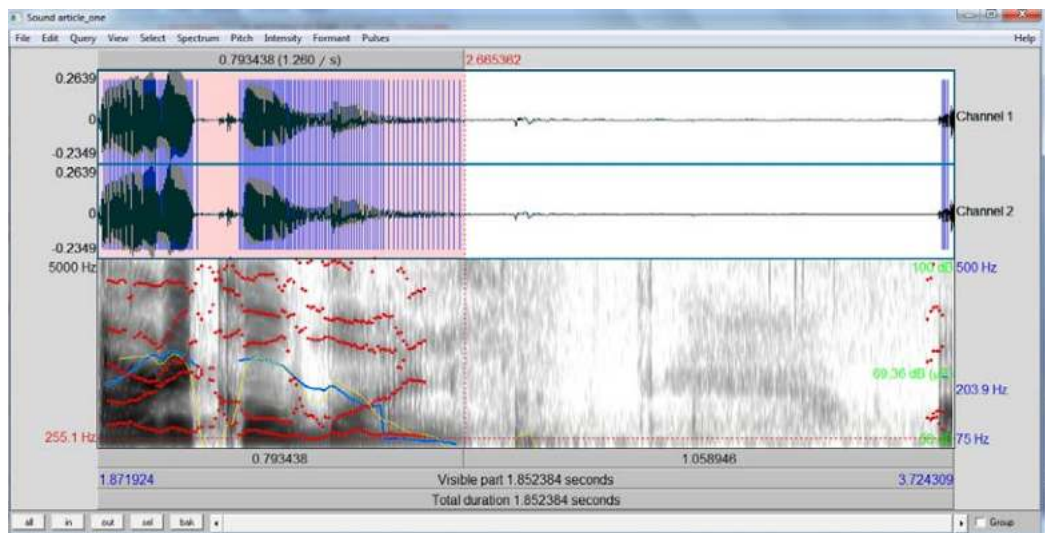 Sound article_one
File Edit Query View Select Spectrum Pitch Intensity Formant Pulses Help
0.793438 (1.260 / s) 2.665362
0.2639
0 Channel 1
-0.2349
0.2639
0 Channel 2
-0.2349
5000 Hz 100 dB 500 Hz
69.36 dB (µE) 203.9 Hz
255.1 Hz 75 Hz
0.793438 1.058946
1.871924 Visible part 1.852384 seconds 3.724309
Total duration 1.852384 seconds
all in out sel bak Group